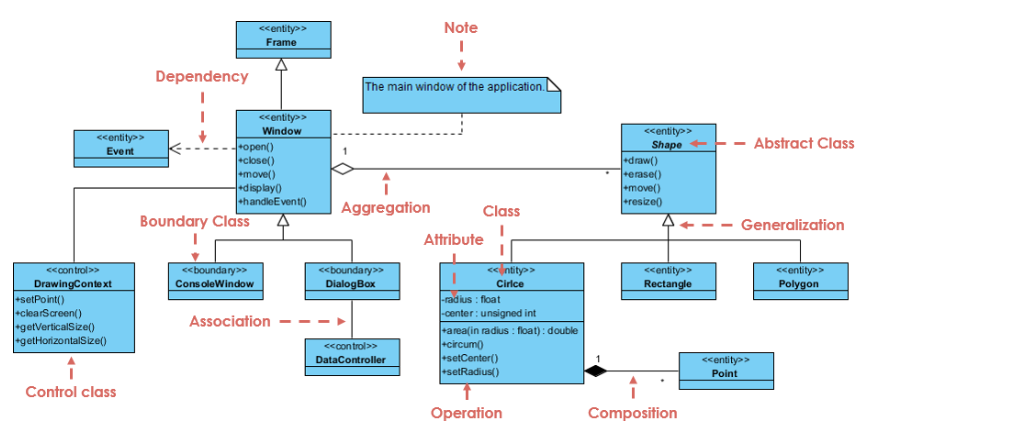 <<entity>>
Frame
Note
Dependency
The main window of the application.
<<entity>>
Window
+open()
+close()
+move()
+display()
+handleEvent()
<<entity>>
Event
1
*
Aggregation
<<entity>>
Shape
+draw()
+erase()
+move()
+resize()
Abstract Class
Generalization
Boundary Class
Class
Attribute
<<control>>
DrawingContext
+setPoint()
+clearScreen()
+getVerticalSize()
+getHorizontalSize()
Control class
<<boundary>>
ConsoleWindow
<<boundary>>
DialogBox
Association
<<control>>
DataController
<<entity>>
Cirlce
-radius : float
-center : unsigned int
+area(in radius : float) : double
+circum()
+setCenter()
+setRadius()
Operation
<<entity>>
Rectangle
<<entity>>
Polygon
1
*
Composition
<<entity>>
Point